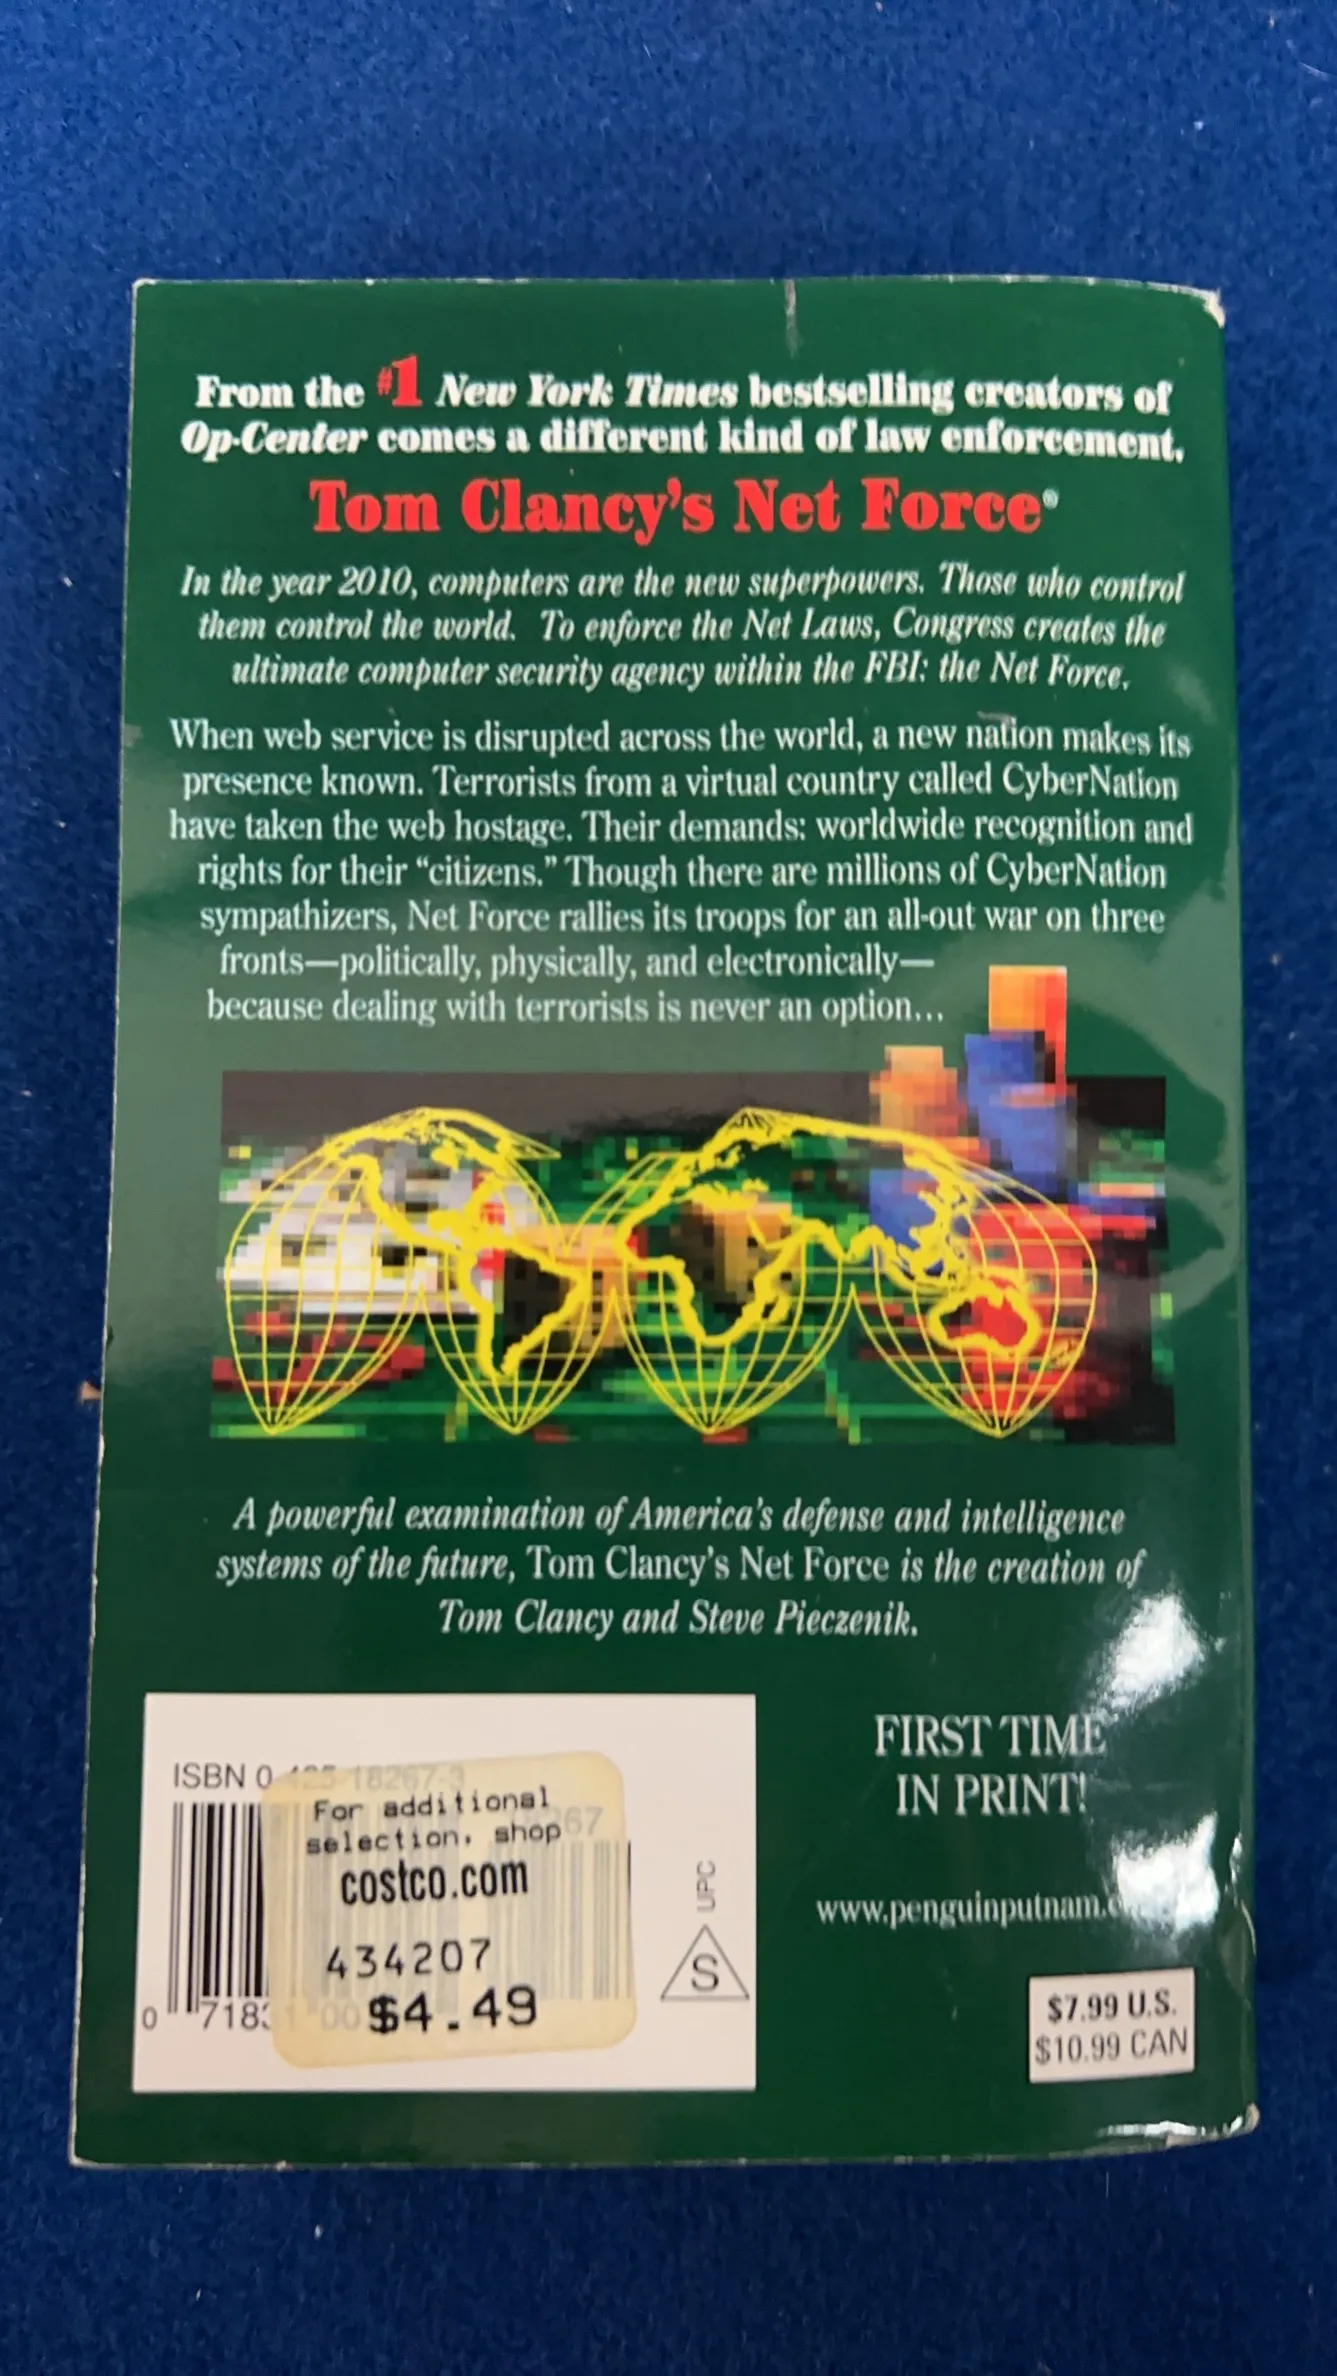 From the #1 New York Times bestselling creators of
Op-Center comes a different kind of law enforcement.
Tom Clancy's Net Force®
In the year 2010, computers are the new superpowers. Those who control
them control the world. To enforce the Net Laws, Congress creates the
ultimate computer security agency within the FBI: the Net Force.
When web service is disrupted across the world, a new nation makes its
presence known. Terrorists from a virtual country called CyberNation
have taken the web hostage. Their demands: worldwide recognition and
rights for their “citizens.” Though there are millions of CyberNation
sympathizers, Net Force rallies its troops for an all-out war on three
fronts—politically, physically, and electronically—
because dealing with terrorists is never an option...
A powerful examination of America's defense and intelligence
systems of the future, Tom Clancy's Net Force is the creation of
Tom Clancy and Steve Pieczenik.
FIRST TIME
IN PRINT!
www.penguinputnam.
$7.99 U.S.
$10.99 CAN
ISBN 0-425-18267-3
For additional
selection, shop
costco.com
434207
$4.49
UPC
S
0 7183 00